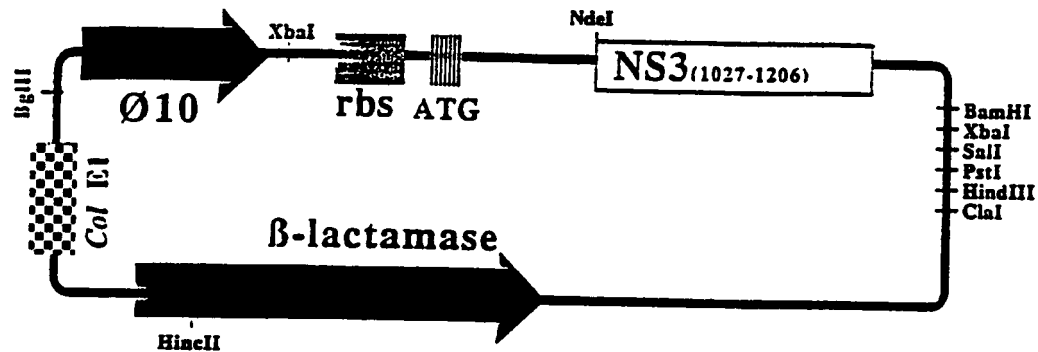 NdeI
XbaI
NS3(1027-1206)
BglII
Ø10
rbs
ATG
BamHI
XbaI
SalI
PstI
HindIII
ClaI
Col E1
ß-lactamase
HincII